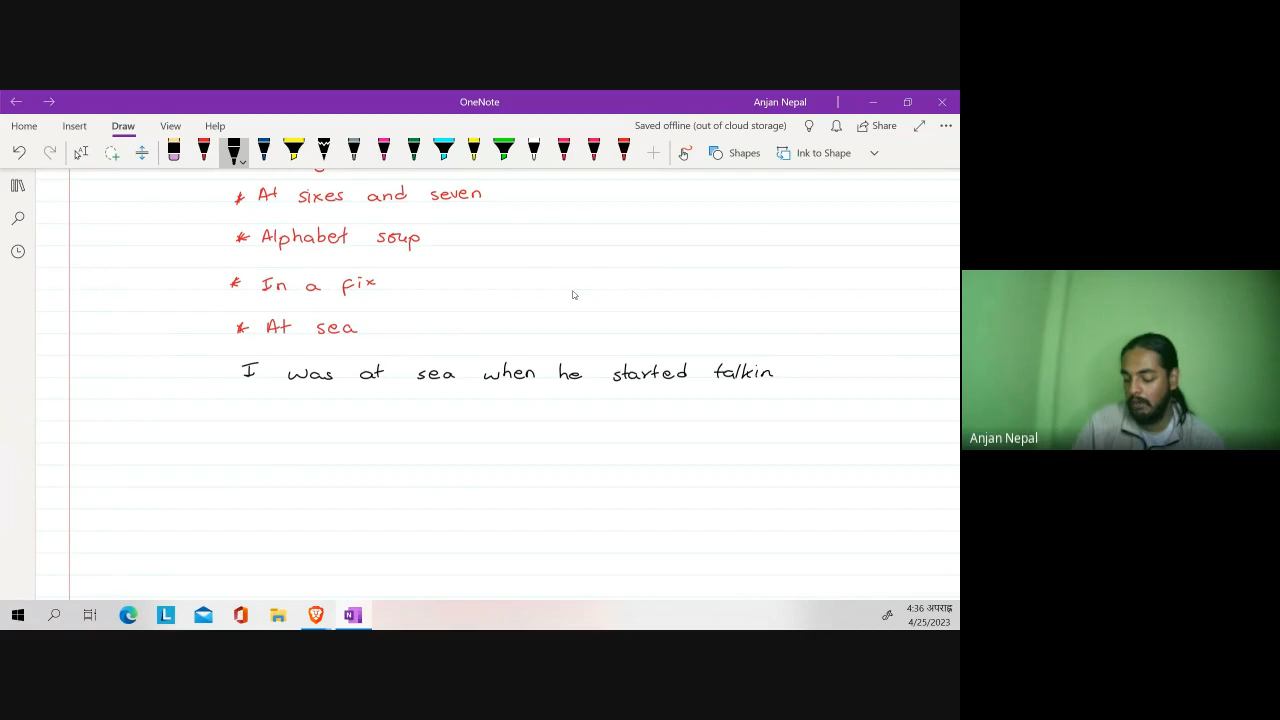 OneNote
Anjan Nepal
Home Insert Draw View Help
Saved offline (out of cloud storage)
Share
Shapes
Ink to Shape
* At sixes and seven
* Alphabet soup
* In a fix
* At sea
I was at sea when he started talkin
Anjan Nepal
4:36 अपराह्न
4/25/2023